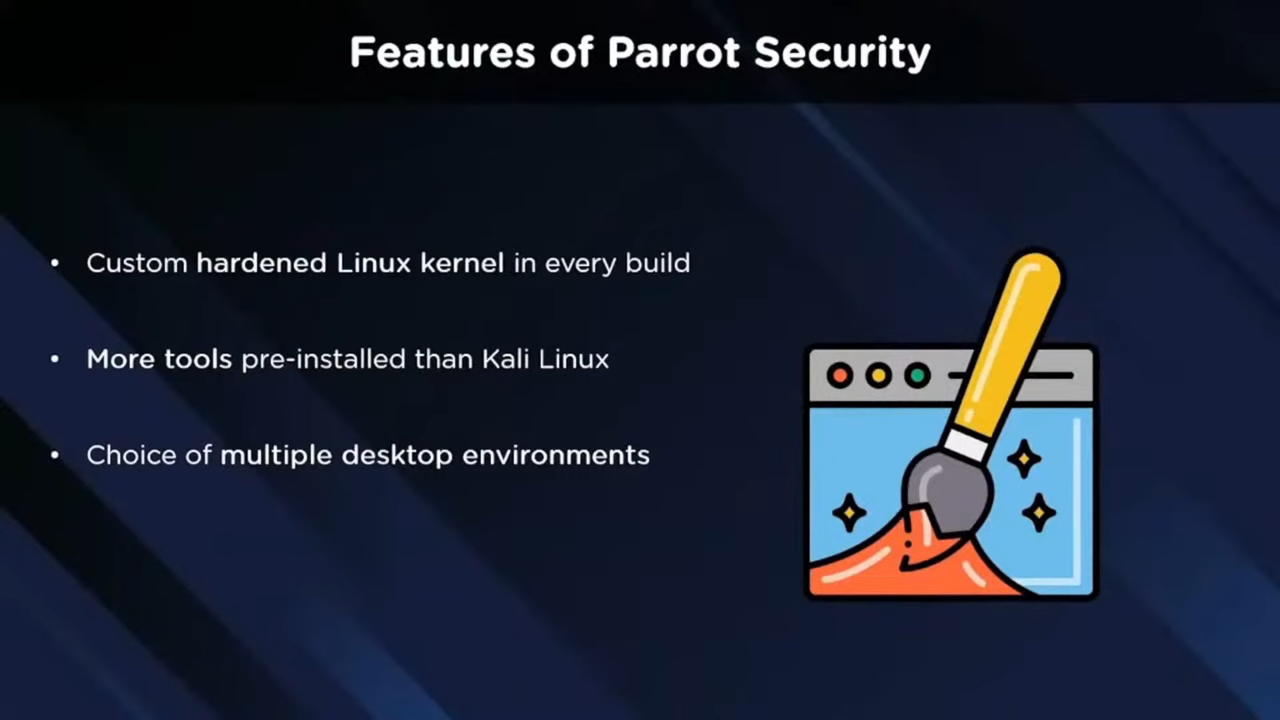 Features of Parrot Security
• Custom hardened Linux kernel in every build
• More tools pre-installed than Kali Linux
• Choice of multiple desktop environments